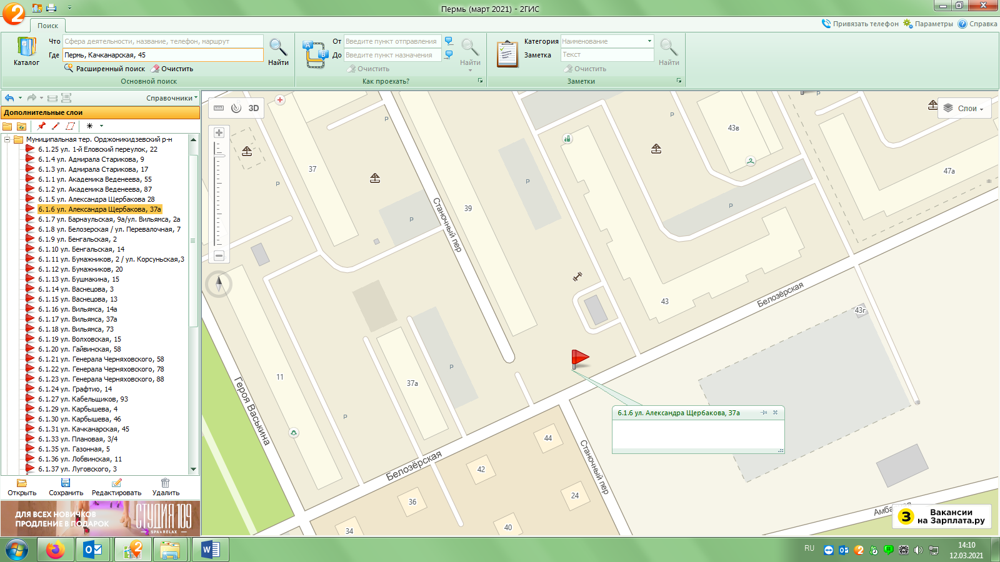 Пермь (март 2021) - 2ГИС
Поиск
Привязать телефон
Параметры
Справка
Каталог
Что
Сфера деятельности, название, телефон, маршрут
Где
Пермь, Качканарская, 45
Расширенный поиск
Очистить
Найти
Основной поиск
От
Введите пункт отправления
До
Введите пункт назначения
Очистить
Найти
Как проехать?
Категория
Наименование
Заметка
Текст
Очистить
Найти
Заметки
Справочники
Дополнительные слои
Муниципальная тер. Орджоникидзевский р-н
6.1.25 ул. 1-й Еловский переулок, 22
6.1.4 ул. Адмирала Старикова, 9
6.1.3 ул. Адмирала Старикова, 17
6.1.1 ул. Академика Веденеева, 55
6.1.2 ул. Академика Веденеева, 87
6.1.5 ул. Александра Щербакова 28
6.1.6 ул. Александра Щербакова, 37а
6.1.7 ул. Барнаульская, 9а/ул. Вильямса, 2а
6.1.8 ул. Белозерская / ул. Перевалочная, 7
6.1.9 ул. Бенгальская, 2
6.1.10 ул. Бенгальская, 14
6.1.11 ул. Бумажников, 2 / ул. Корсуньская,3
6.1.12 ул. Бумажников, 20
6.1.13 ул. Бушмакина, 15
6.1.14 ул. Васнецова, 3
6.1.15 ул. Васнецова, 13
6.1.16 ул. Вильямса, 14а
6.1.17 ул. Вильямса, 37а
6.1.18 ул. Вильямса, 73
6.1.19 ул. Волховская, 15
6.1.20 ул. Гайвинская, 58
6.1.21 ул. Генерала Черняховского, 58
6.1.22 ул. Генерала Черняховского, 78
6.1.23 ул. Генерала Черняховского, 88
6.1.24 ул. Графтио, 14
6.1.27 ул. Кабельщиков, 93
6.1.29 ул. Карбышева, 4
6.1.30 ул. Карбышева, 46
6.1.31 ул. Качканарская, 45
6.1.33 ул. Плановая, 3/4
6.1.35 ул. Газонная, 5
6.1.36 ул. Лобвинская, 11
6.1.37 ул. Луговского, 3
Открыть
Сохранить
Редактировать
Удалить
ДЛЯ ВСЕХ НОВИЧКОВ
ПРОДЛЕНИЕ В ПОДАРОК
СТУДИЯ 109
SPA & RELAX
3D
Слои
P
P
43в
37
P
P
47а
39
P
P
Станочный пер
43
Белозёрская
43г
11
37а
P
Героя Васькина
P
6.1.6 ул. Александра Щербакова, 37а
44
Станочный пер
Белозёрская
42
36
24
34
40
Вакансии
на Зарплата.ру
RU
14:10
12.03.2021